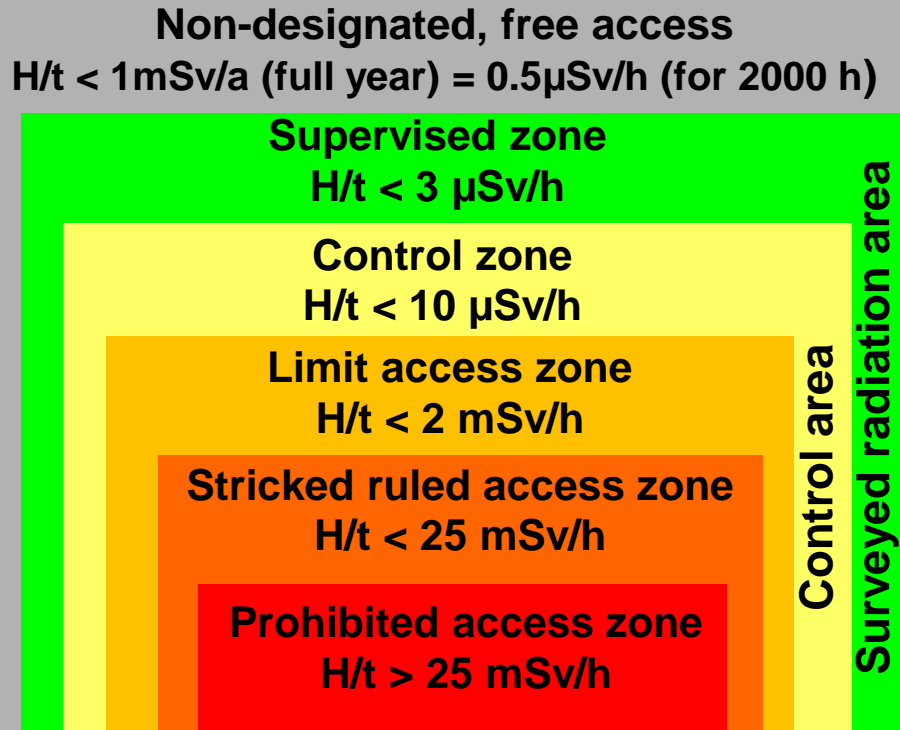 Non-designated, free access
H/t < 1mSv/a (full year) = 0.5µSv/h (for 2000 h)
Supervised zone
H/t < 3 µSv/h
Control zone
H/t < 10 µSv/h
Limit access zone
H/t < 2 mSv/h
Stricked ruled access zone
H/t < 25 mSv/h
Prohibited access zone
H/t > 25 mSv/h
Control area
Surveyed radiation area